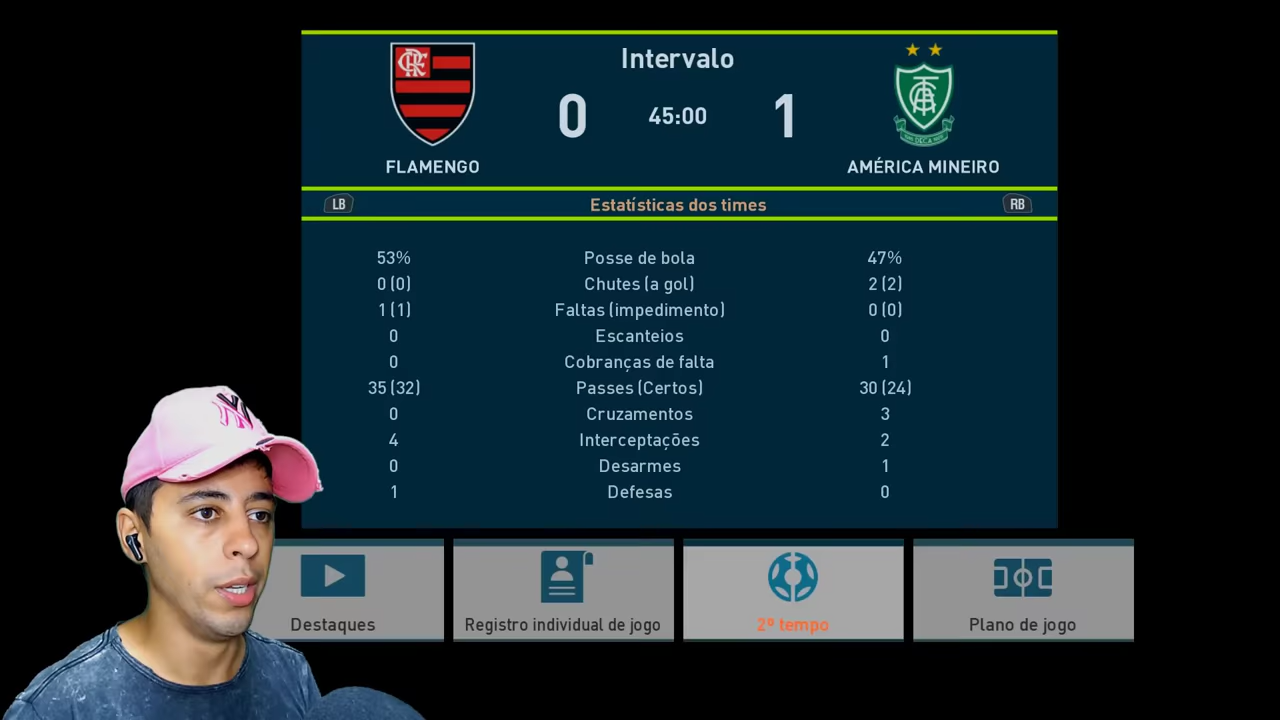 Intervalo
0 45:00 1
FLAMENGO AMÉRICA MINEIRO
LB Estatísticas dos times RB
53% Posse de bola 47%
0 (0) Chutes (a gol) 2 (2)
1 (1) Faltas (impedimento) 0 (0)
0 Escanteios 0
0 Cobranças de falta 1
35 (32) Passes (Certos) 30 (24)
0 Cruzamentos 3
4 Interceptações 2
0 Desarmes 1
1 Defesas 0
Destaques Registro individual de jogo 2º tempo Plano de jogo